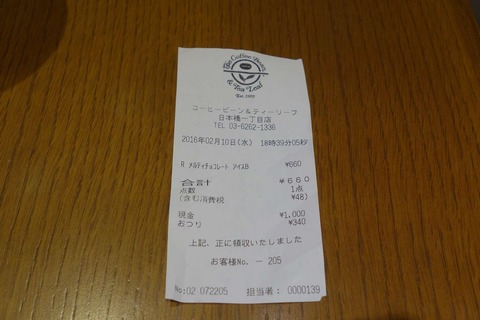 The Coffee Bean
& Tea Leaf
Est. 1963
コーヒービーン&ティーリーフ
日本橋一丁目店
TEL 03-6262-1336
2016年02月10日(水) 18時39分05秒
R メルティチョコレート アイスB ¥660
合計 ¥660
点数 1点
(含む消費税 ¥48)
現金 ¥1,000
おつり ¥340
上記、正に領収いたしました
お客様No. - 205
No:02 072205 担当者: 0000139